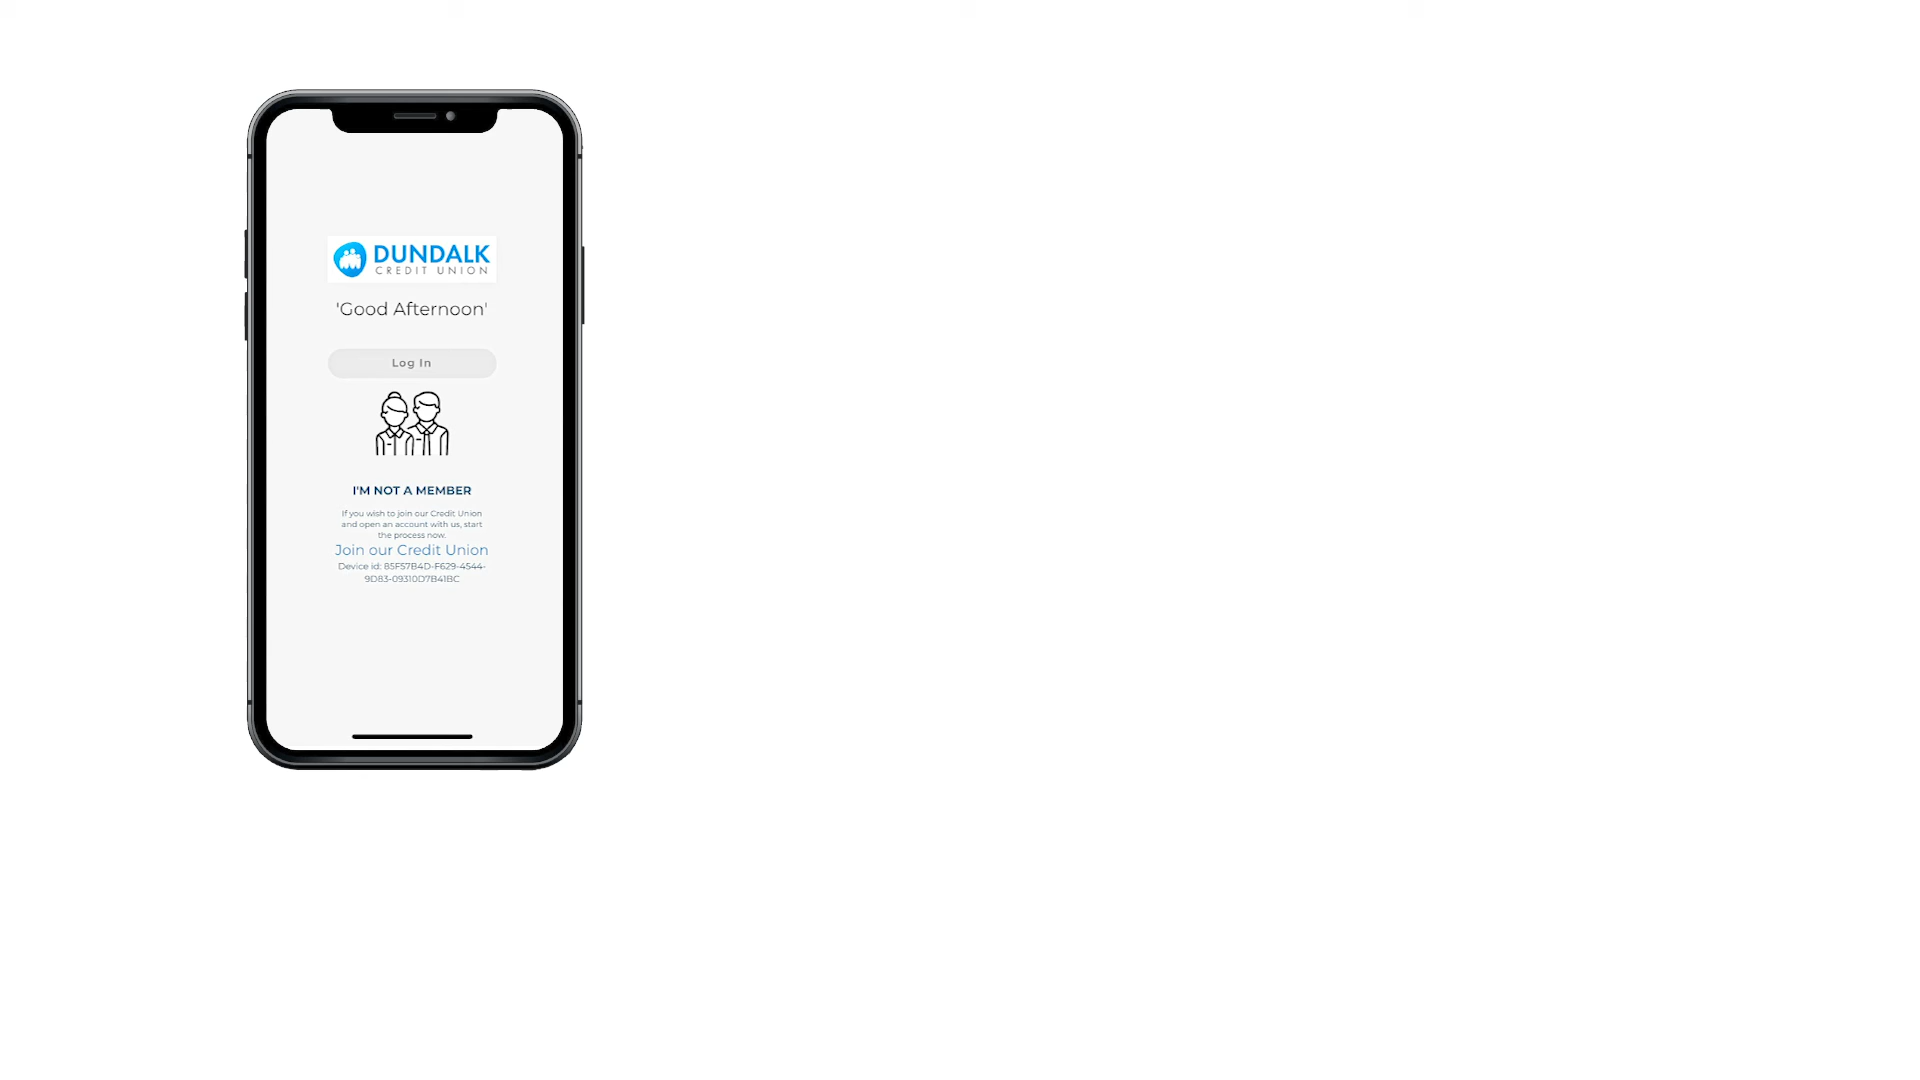 DUNDALK
CREDIT UNION
'Good Afternoon'
Log In
I'M NOT A MEMBER
If you wish to join our Credit Union
and open an account with us, start
the process now.
Join our Credit Union
Device id: 85F57B4D-F629-4544-
9D83-09310D7B41BC